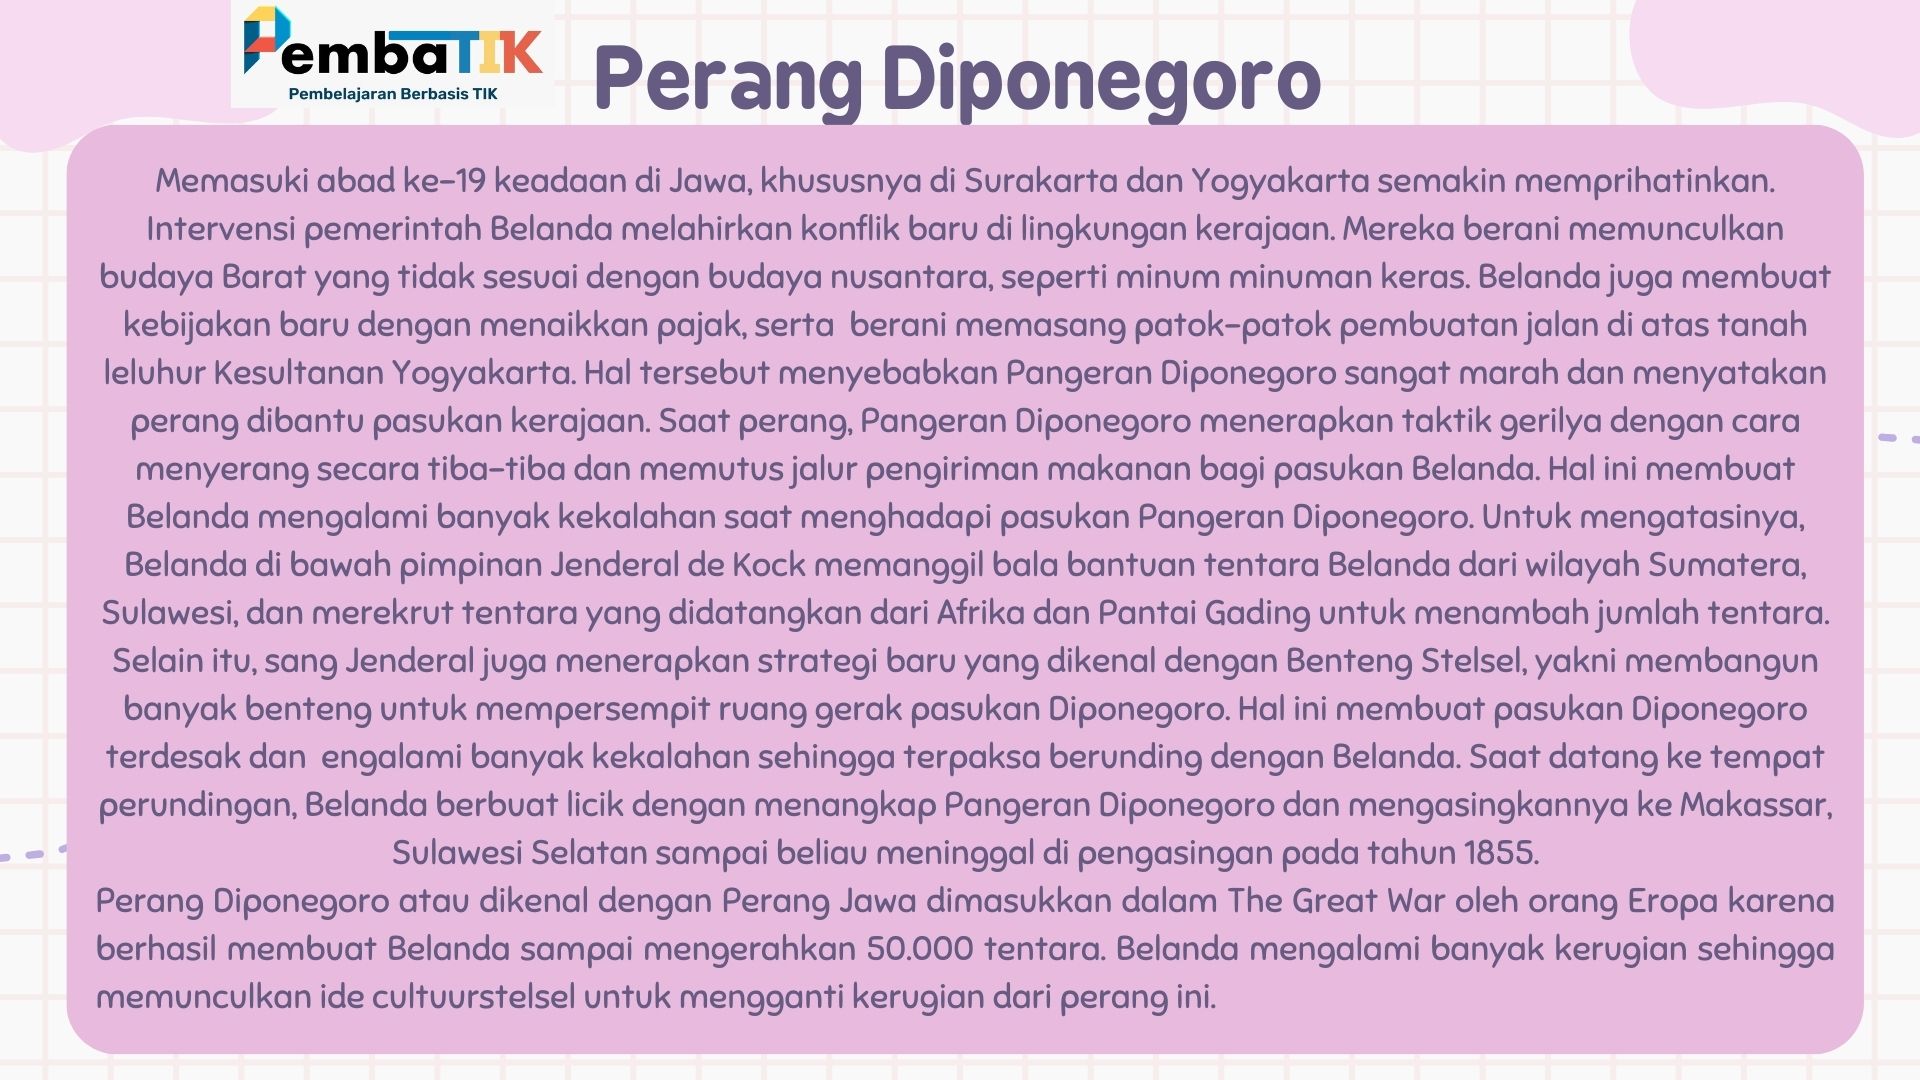 PembaTIK
Pembelajaran Berbasis TIK
Perang Diponegoro
Memasuki abad ke-19 keadaan di Jawa, khususnya di Surakarta dan Yogyakarta semakin memprihatinkan.
Intervensi pemerintah Belanda melahirkan konflik baru di lingkungan kerajaan. Mereka berani memunculkan
budaya Barat yang tidak sesuai dengan budaya nusantara, seperti minum minuman keras. Belanda juga membuat
kebijakan baru dengan menaikkan pajak, serta  berani memasang patok-patok pembuatan jalan di atas tanah
leluhur Kesultanan Yogyakarta. Hal tersebut menyebabkan Pangeran Diponegoro sangat marah dan menyatakan
perang dibantu pasukan kerajaan. Saat perang, Pangeran Diponegoro menerapkan taktik gerilya dengan cara
menyerang secara tiba-tiba dan memutus jalur pengiriman makanan bagi pasukan Belanda. Hal ini membuat
Belanda mengalami banyak kekalahan saat menghadapi pasukan Pangeran Diponegoro. Untuk mengatasinya,
Belanda di bawah pimpinan Jenderal de Kock memanggil bala bantuan tentara Belanda dari wilayah Sumatera,
Sulawesi, dan merekrut tentara yang didatangkan dari Afrika dan Pantai Gading untuk menambah jumlah tentara.
Selain itu, sang Jenderal juga menerapkan strategi baru yang dikenal dengan Benteng Stelsel, yakni membangun
banyak benteng untuk mempersempit ruang gerak pasukan Diponegoro. Hal ini membuat pasukan Diponegoro
terdesak dan  engalami banyak kekalahan sehingga terpaksa berunding dengan Belanda. Saat datang ke tempat
perundingan, Belanda berbuat licik dengan menangkap Pangeran Diponegoro dan mengasingkannya ke Makassar,
Sulawesi Selatan sampai beliau meninggal di pengasingan pada tahun 1855.
Perang Diponegoro atau dikenal dengan Perang Jawa dimasukkan dalam The Great War oleh orang Eropa karena
berhasil membuat Belanda sampai mengerahkan 50.000 tentara. Belanda mengalami banyak kerugian sehingga
memunculkan ide cultuurstelsel untuk mengganti kerugian dari perang ini.